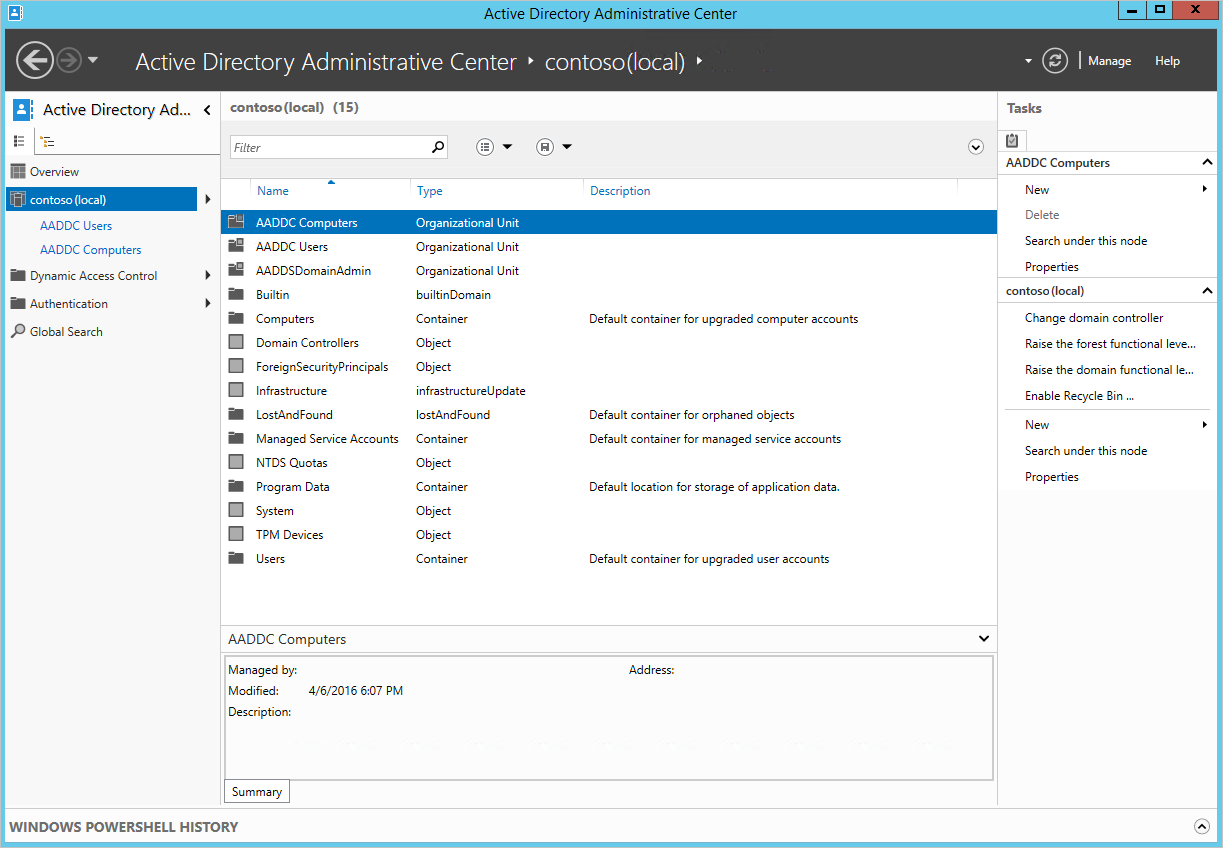 Active Directory Administrative Center
Active Directory Administrative Center contoso(local) Manage Help
Active Directory Ad...
Overview
contoso (local)
AADDC Users
AADDC Computers
Dynamic Access Control
Authentication
Global Search
contoso (local) (15)
Filter
Name Type Description
AADDC Computers Organizational Unit
AADDC Users Organizational Unit
AADDSDomainAdmin Organizational Unit
Builtin builtinDomain
Computers Container Default container for upgraded computer accounts
Domain Controllers Object
ForeignSecurityPrincipals Object
Infrastructure infrastructureUpdate
LostAndFound lostAndFound Default container for orphaned objects
Managed Service Accounts Container Default container for managed service accounts
NTDS Quotas Object
Program Data Container Default location for storage of application data.
System Object
TPM Devices Object
Users Container Default container for upgraded user accounts
AADDC Computers
Managed by: Address:
Modified: 4/6/2016 6:07 PM
Description:
Summary
Tasks
AADDC Computers
New
Delete
Search under this node
Properties
contoso (local)
Change domain controller
Raise the forest functional leve...
Raise the domain functional le...
Enable Recycle Bin ...
New
Search under this node
Properties
WINDOWS POWERSHELL HISTORY